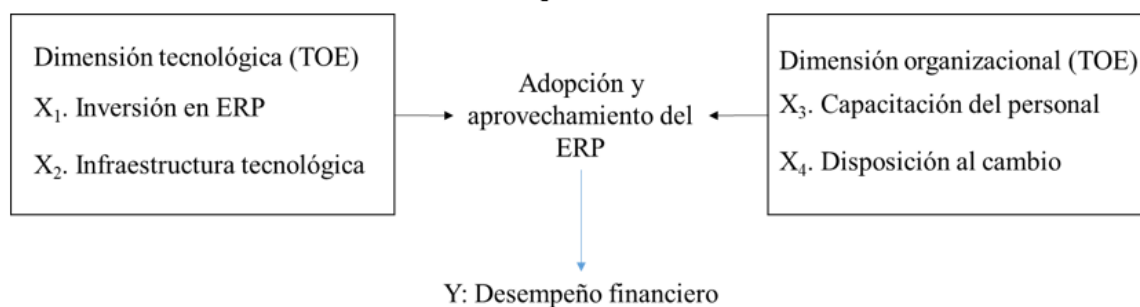 Dimensión tecnológica (TOE)
X₁. Inversión en ERP
X₂. Infraestructura tecnológica
Adopción y
aprovechamiento del
ERP
Dimensión organizacional (TOE)
X₃. Capacitación del personal
X₄. Disposición al cambio
Y: Desempeño financiero